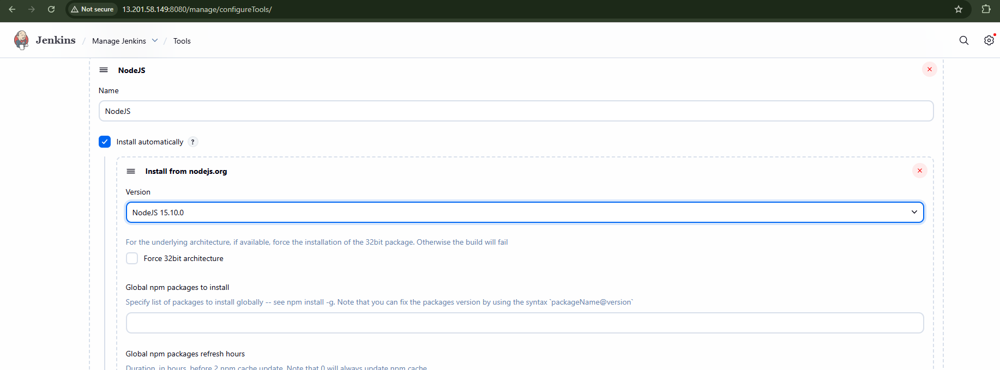 Not secure 13.201.58.149:8080/manage/configureTools/
Jenkins / Manage Jenkins / Tools
NodeJS
Name
NodeJS
Install automatically ?
Install from nodejs.org
Version
NodeJS 15.10.0
For the underlying architecture, if available, force the installation of the 32bit package. Otherwise the build will fail
Force 32bit architecture
Global npm packages to install
Specify list of packages to install globally -- see npm install -g. Note that you can fix the packages version by using the syntax `packageName@version`
Global npm packages refresh hours
Duration, in hours, before 2 npm cache update. Note that 0 will always update npm cache